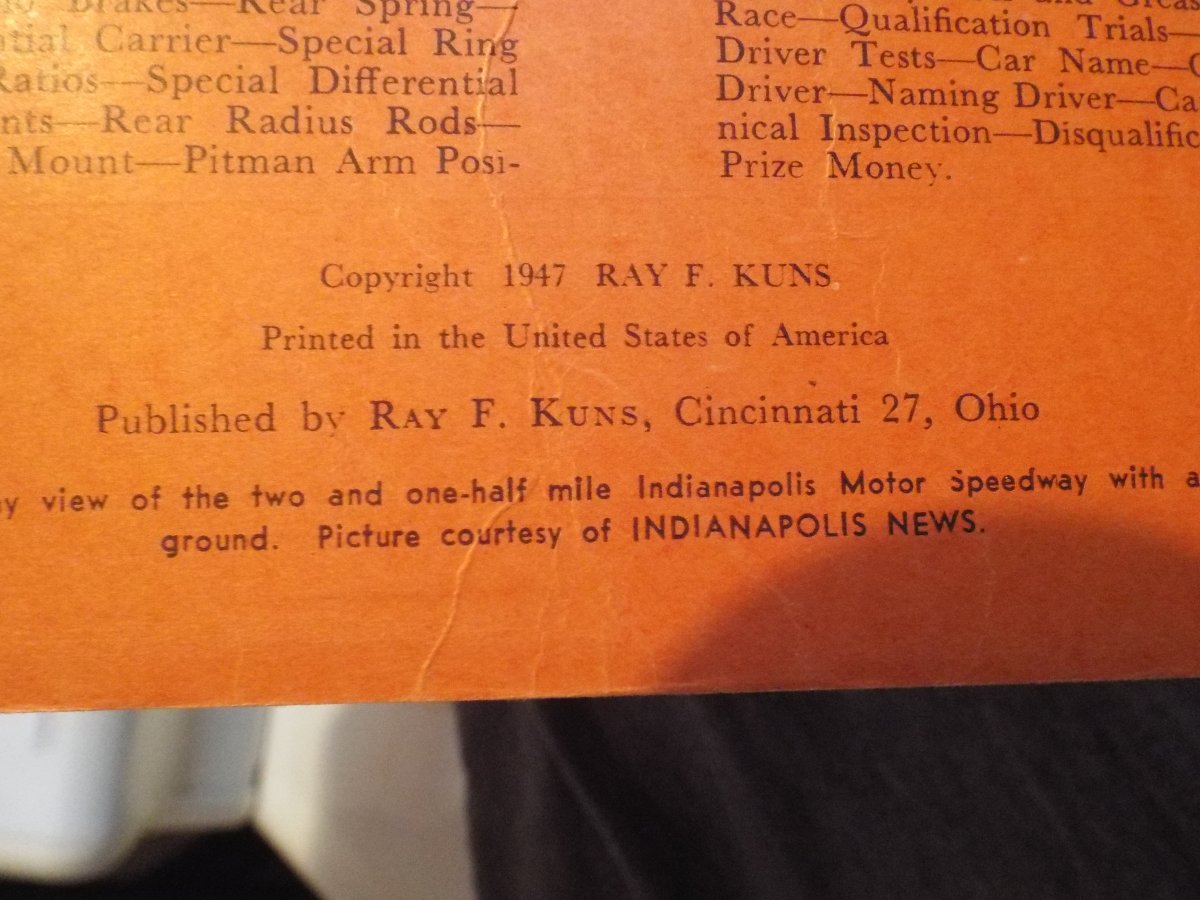 Brakes—Rear Spring—
tial Carrier—Special Ring
Ratios—Special Differential
nts—Rear Radius Rods—
Mount—Pitman Arm Posi-
Race—Qualification Trials—
Driver Tests—Car Name—
Driver—Naming Driver—Ca
nical Inspection—Disqualific
Prize Money.
Copyright 1947 RAY F. KUNS.
Printed in the United States of America
Published by RAY F. KUNS, Cincinnati 27, Ohio
y view of the two and one-half mile Indianapolis Motor Speedway with a
ground. Picture courtesy of INDIANAPOLIS NEWS.